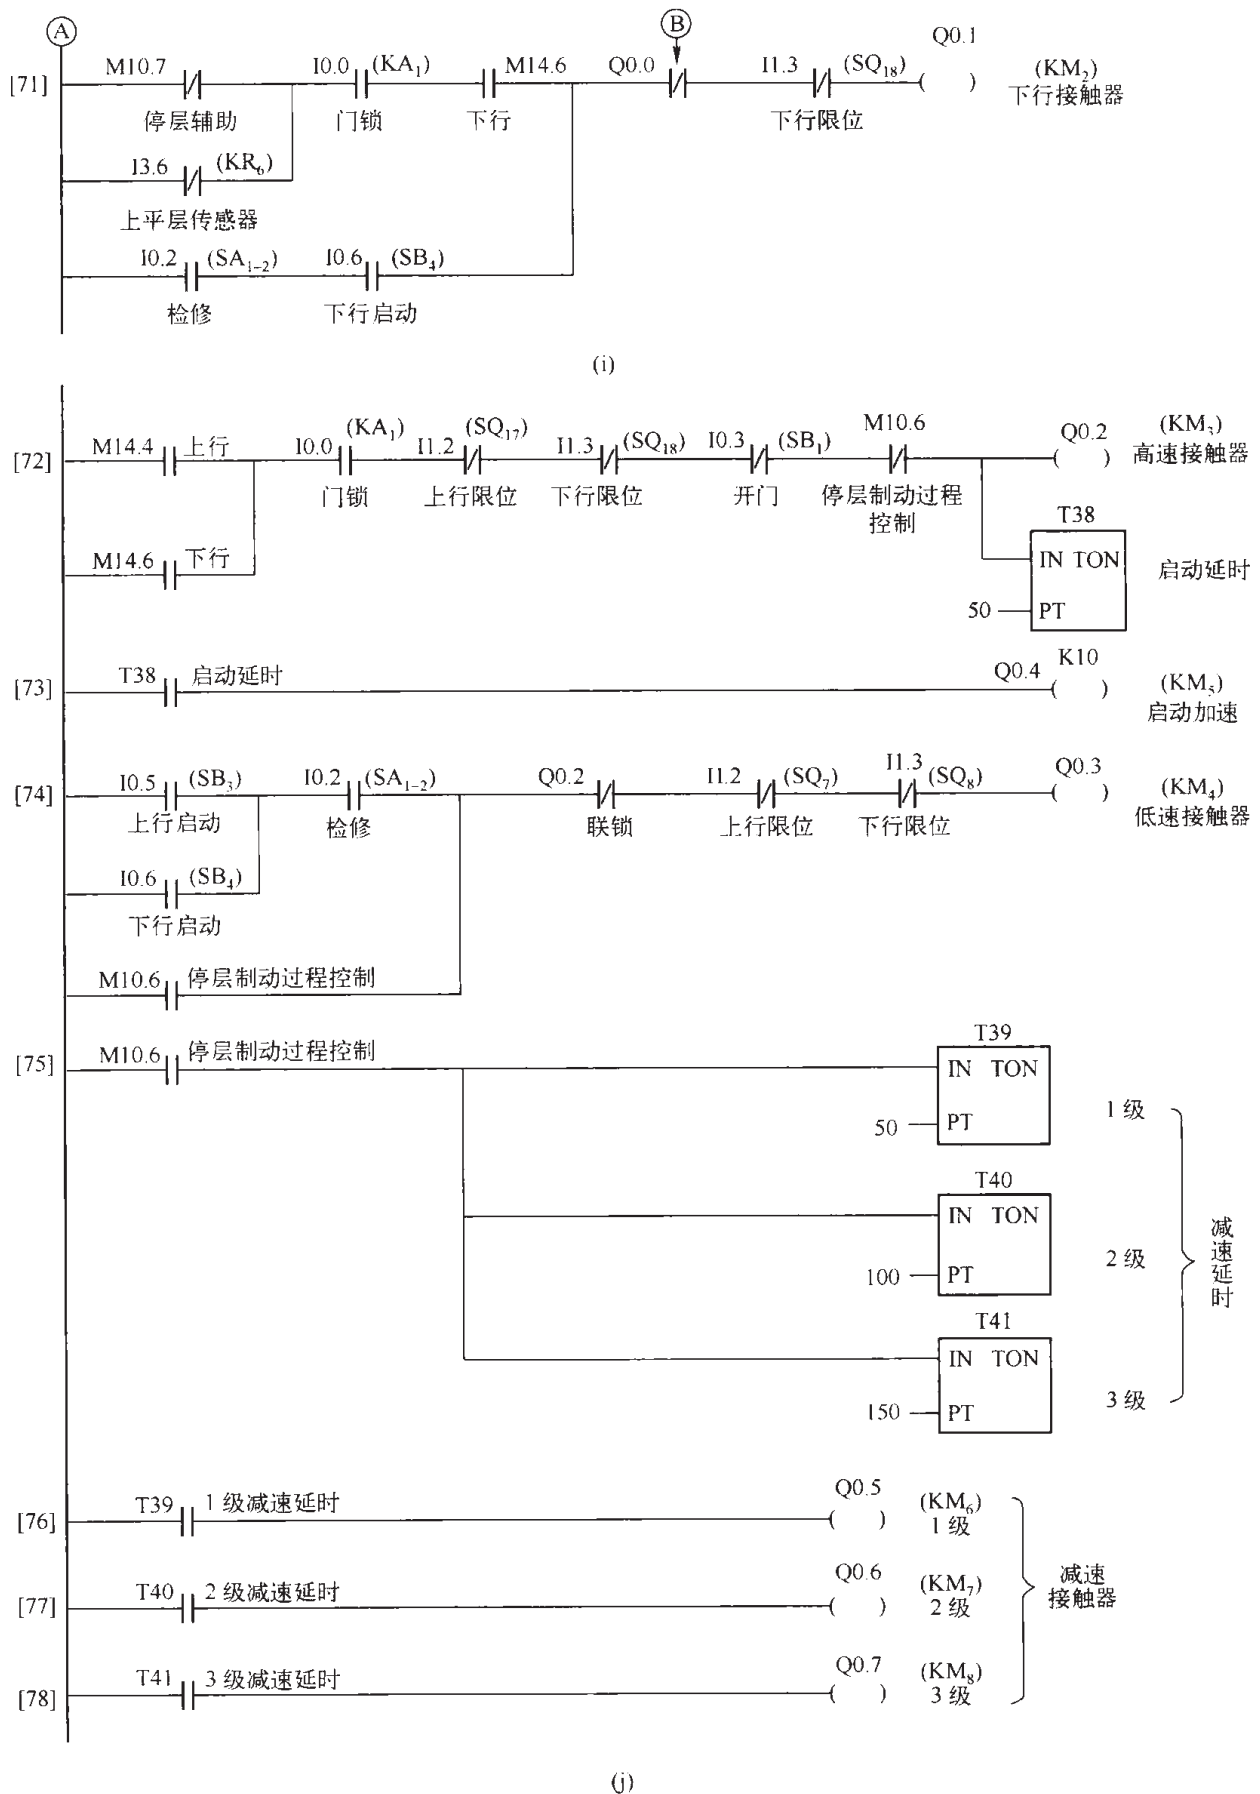 A
B
Q0.1
[71] M10.7 I0.0 (KA1) M14.6 Q0.0 I1.3 (SQ18) ( ) (KM2)
停层辅助 门锁 下行 下行限位 下行接触器
I3.6 (KR6)
上平层传感器
I0.2 (SA1-2) I0.6 (SB4)
检修 下行启动
(i)
[72] M14.4 上行 I0.0 (KA1) I1.2 (SQ17) I1.3 (SQ18) I0.3 (SB1) M10.6 Q0.2 ( ) (KM3)
高速接触器
门锁 上行限位 下行限位 开门 停层制动过程
控制
M14.6 下行
T38
IN TON 启动延时
50 PT
[73] T38 启动延时 Q0.4 K10 ( ) (KM5)
启动加速
[74] I0.5 (SB3) I0.2 (SA1-2) Q0.2 I1.2 (SQ7) I1.3 (SQ8) Q0.3 ( ) (KM4)
上行启动 检修 联锁 上行限位 下行限位 低速接触器
I0.6 (SB4)
下行启动
M10.6 停层制动过程控制
[75] M10.6 停层制动过程控制
T39
IN TON
50 PT
1级
T40
IN TON
100 PT
2级
T41
IN TON
150 PT
3级
减速延时
[76] T39 1级减速延时 Q0.5 ( ) (KM6)
1级
[77] T40 2级减速延时 Q0.6 ( ) (KM7)
2级
[78] T41 3级减速延时 Q0.7 ( ) (KM8)
3级
减速
接触器
(j)